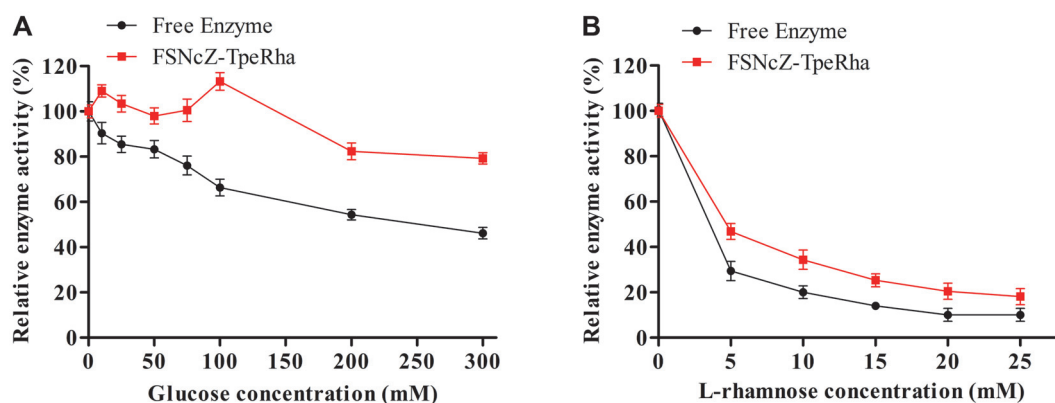 A
Free Enzyme
FSNcZ-TpeRha
Relative enzyme activity (%)
120
100
80
60
40
20
0
0 50 100 150 200 250 300
Glucose concentration (mM)
B
Free Enzyme
FSNcZ-TpeRha
Relative enzyme activity (%)
120
100
80
60
40
20
0
0 5 10 15 20 25
L-rhamnose concentration (mM)